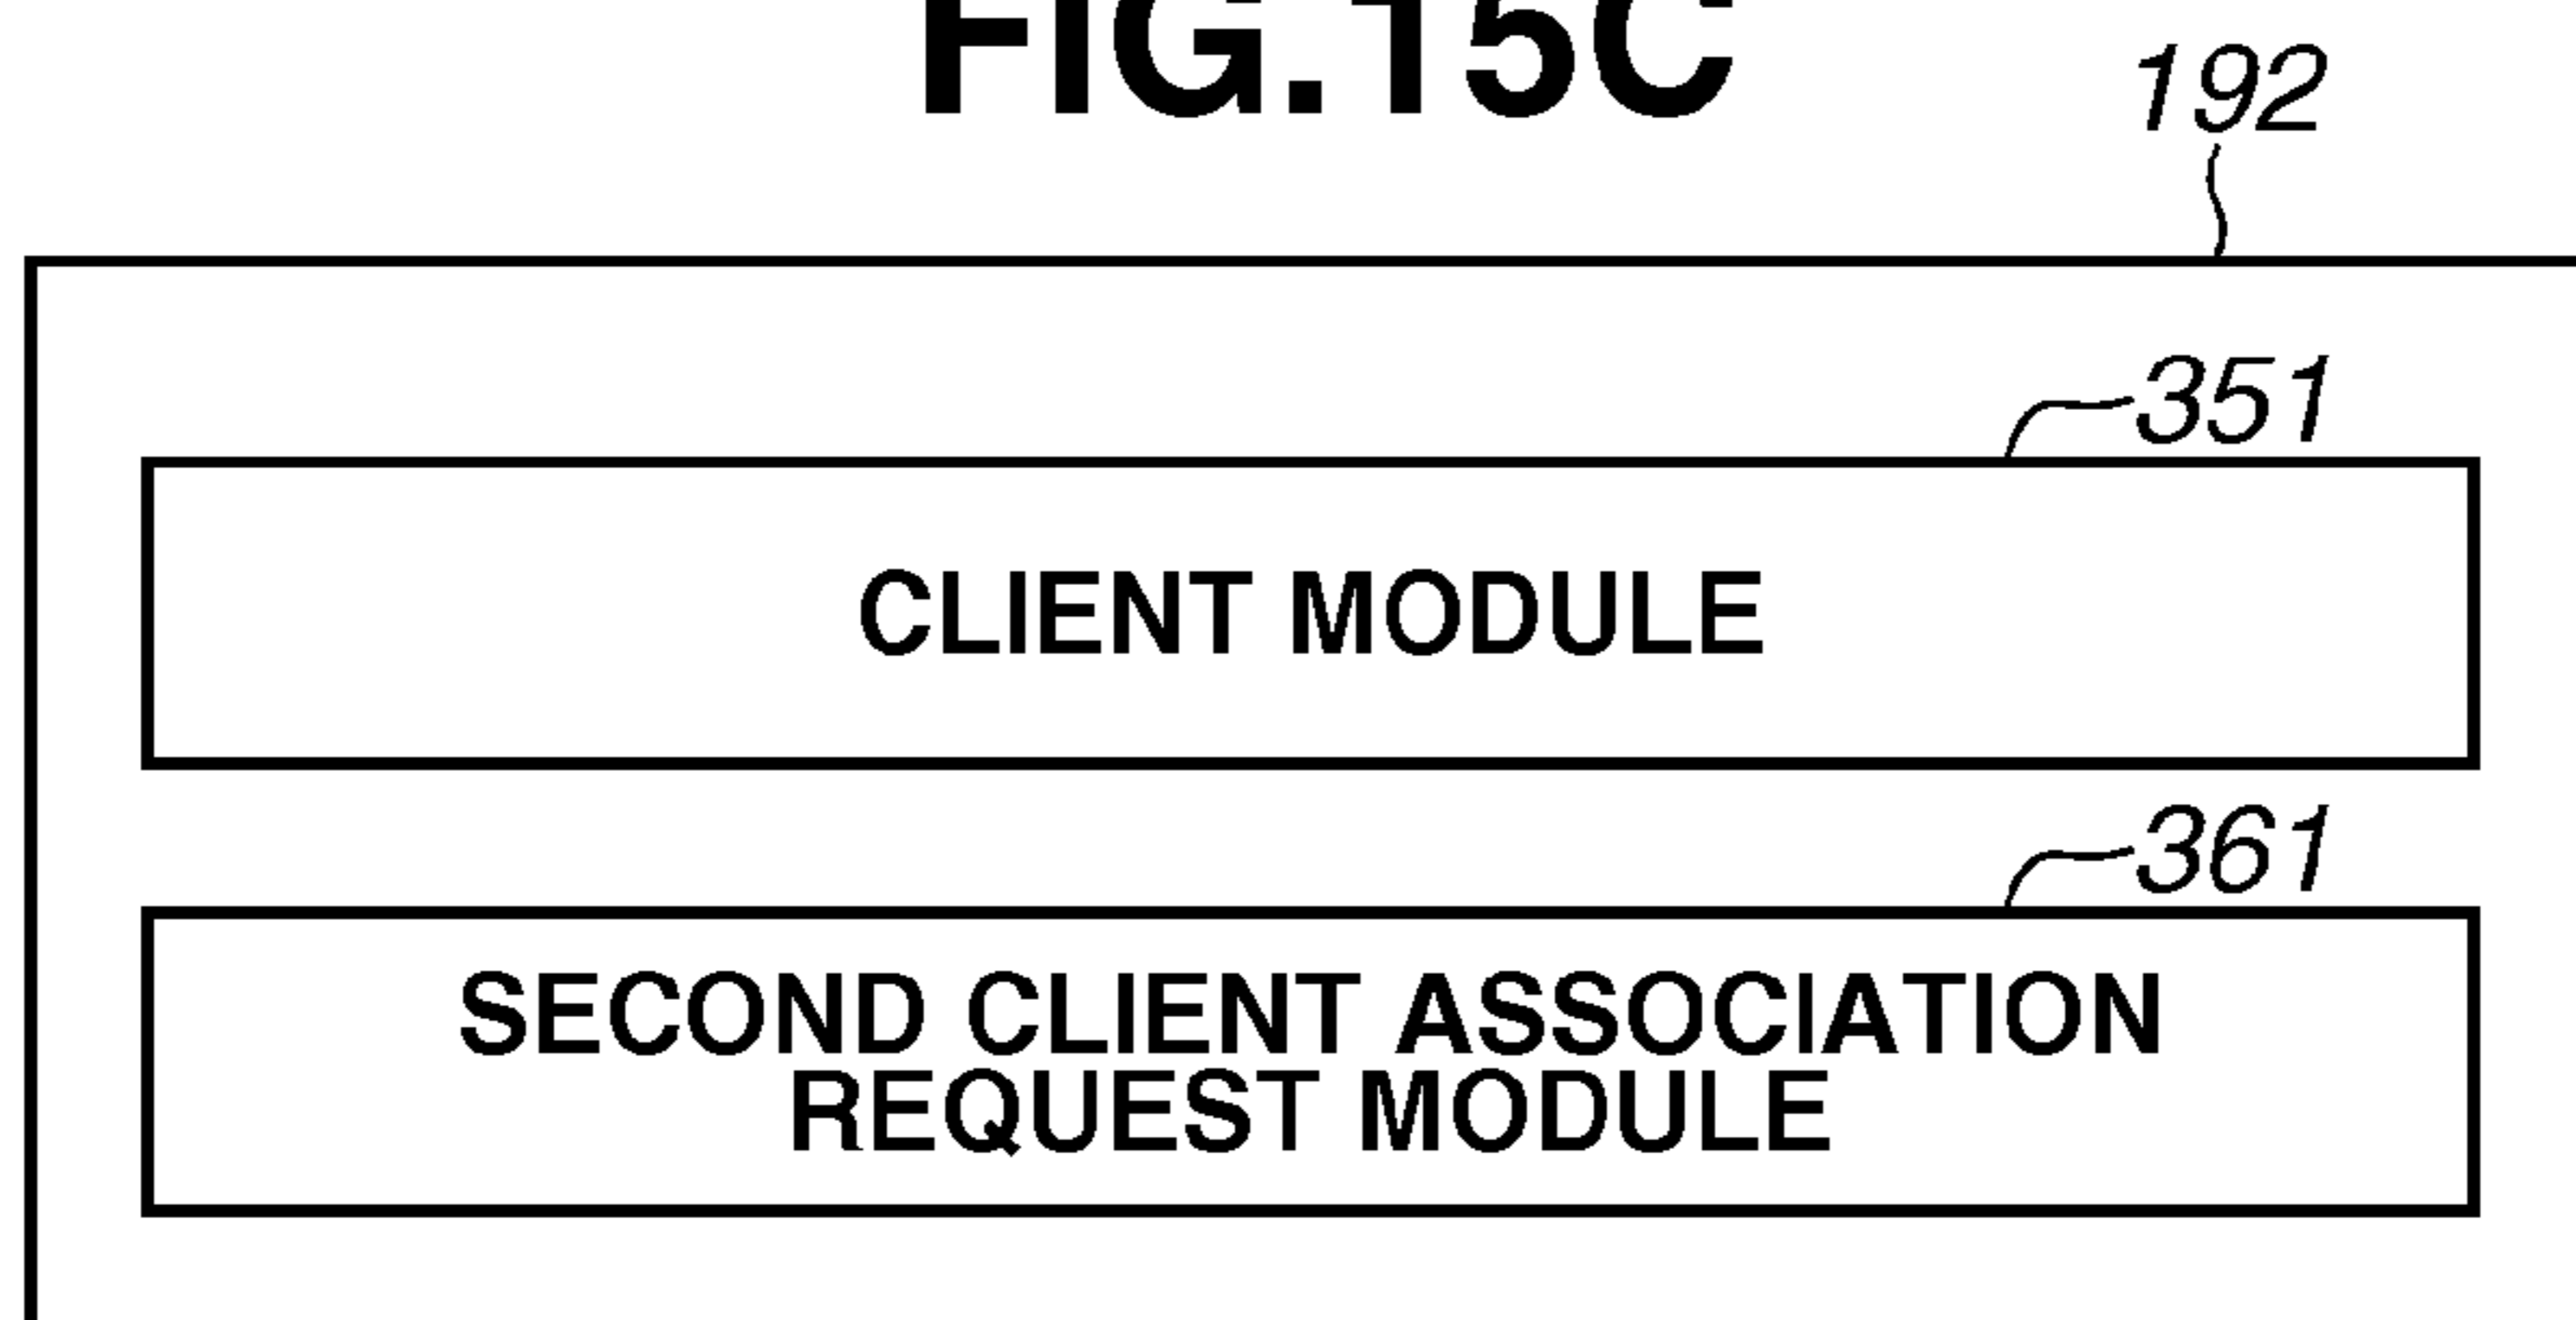 FIG.15C
192
351
CLIENT MODULE
361
SECOND CLIENT ASSOCIATION
REQUEST MODULE